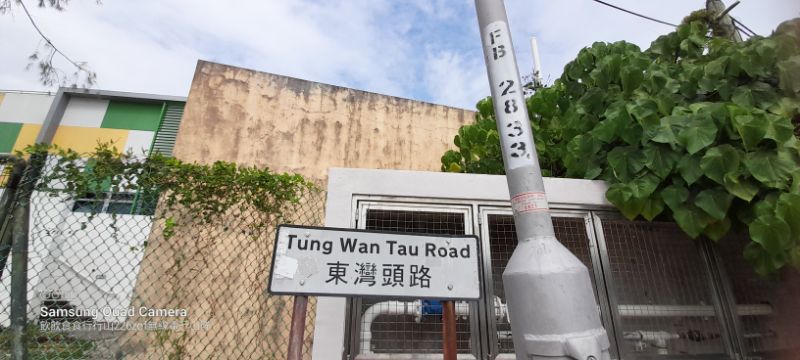 FB 2833
Tung Wan Tau Road
東灣頭路
Samsung Quad Camera